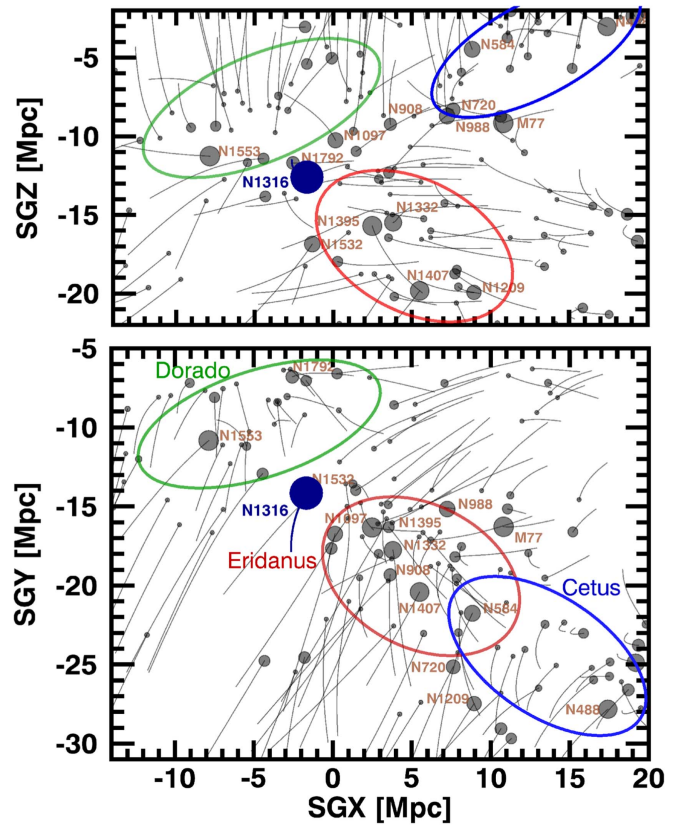 -5
-10
-15
-20
SGZ [Mpc]
N584
N908
N720
N988
M77
N1097
N1553
N1792
N1316
N1395
N1332
N1532
N1407
N1209
-5
-10
-15
-20
-25
-30
SGY [Mpc]
Dorado
N1792
N1553
N1532
N1316
N988
N1097
N1395
M77
Eridanus
N1332
N908
Cetus
N1407
N584
N720
N1209
N488
-10
-5
0
5
10
15
20
SGX [Mpc]